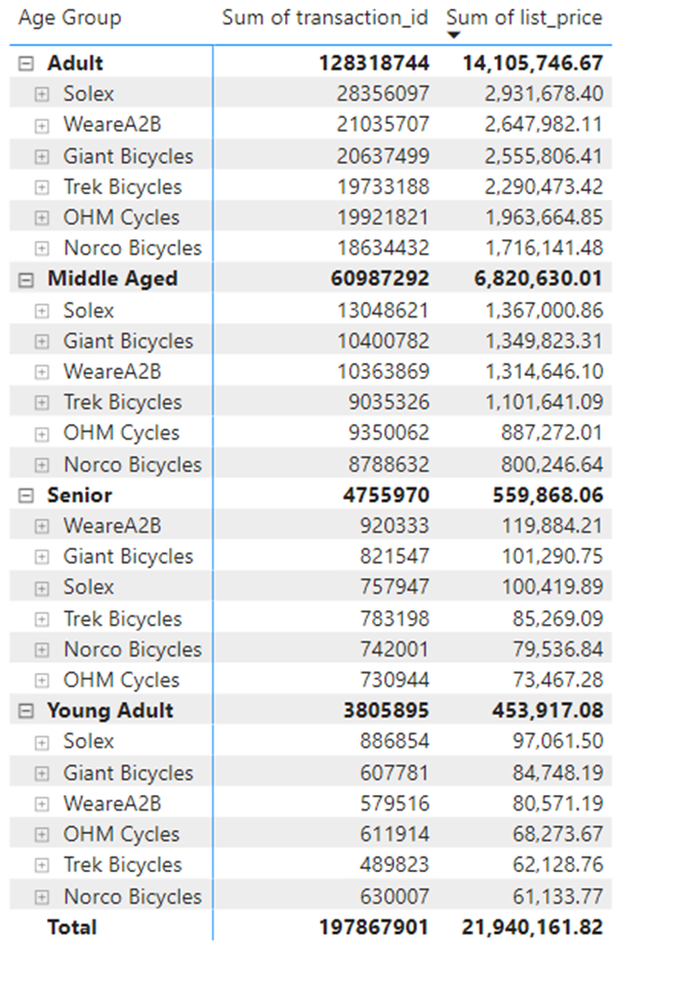 Age Group Sum of transaction_id Sum of list_price
Adult 128318744 14,105,746.67
Solex 28356097 2,931,678.40
WeareA2B 21035707 2,647,982.11
Giant Bicycles 20637499 2,555,806.41
Trek Bicycles 19733188 2,290,473.42
OHM Cycles 19921821 1,963,664.85
Norco Bicycles 18634432 1,716,141.48
Middle Aged 60987292 6,820,630.01
Solex 13048621 1,367,000.86
Giant Bicycles 10400782 1,349,823.31
WeareA2B 10363869 1,314,646.10
Trek Bicycles 9035326 1,101,641.09
OHM Cycles 9350062 887,272.01
Norco Bicycles 8788632 800,246.64
Senior 4755970 559,868.06
WeareA2B 920333 119,884.21
Giant Bicycles 821547 101,290.75
Solex 757947 100,419.89
Trek Bicycles 783198 85,269.09
Norco Bicycles 742001 79,536.84
OHM Cycles 730944 73,467.28
Young Adult 3805895 453,917.08
Solex 886854 97,061.50
Giant Bicycles 607781 84,748.19
WeareA2B 579516 80,571.19
OHM Cycles 611914 68,273.67
Trek Bicycles 489823 62,128.76
Norco Bicycles 630007 61,133.77
Total 197867901 21,940,161.82